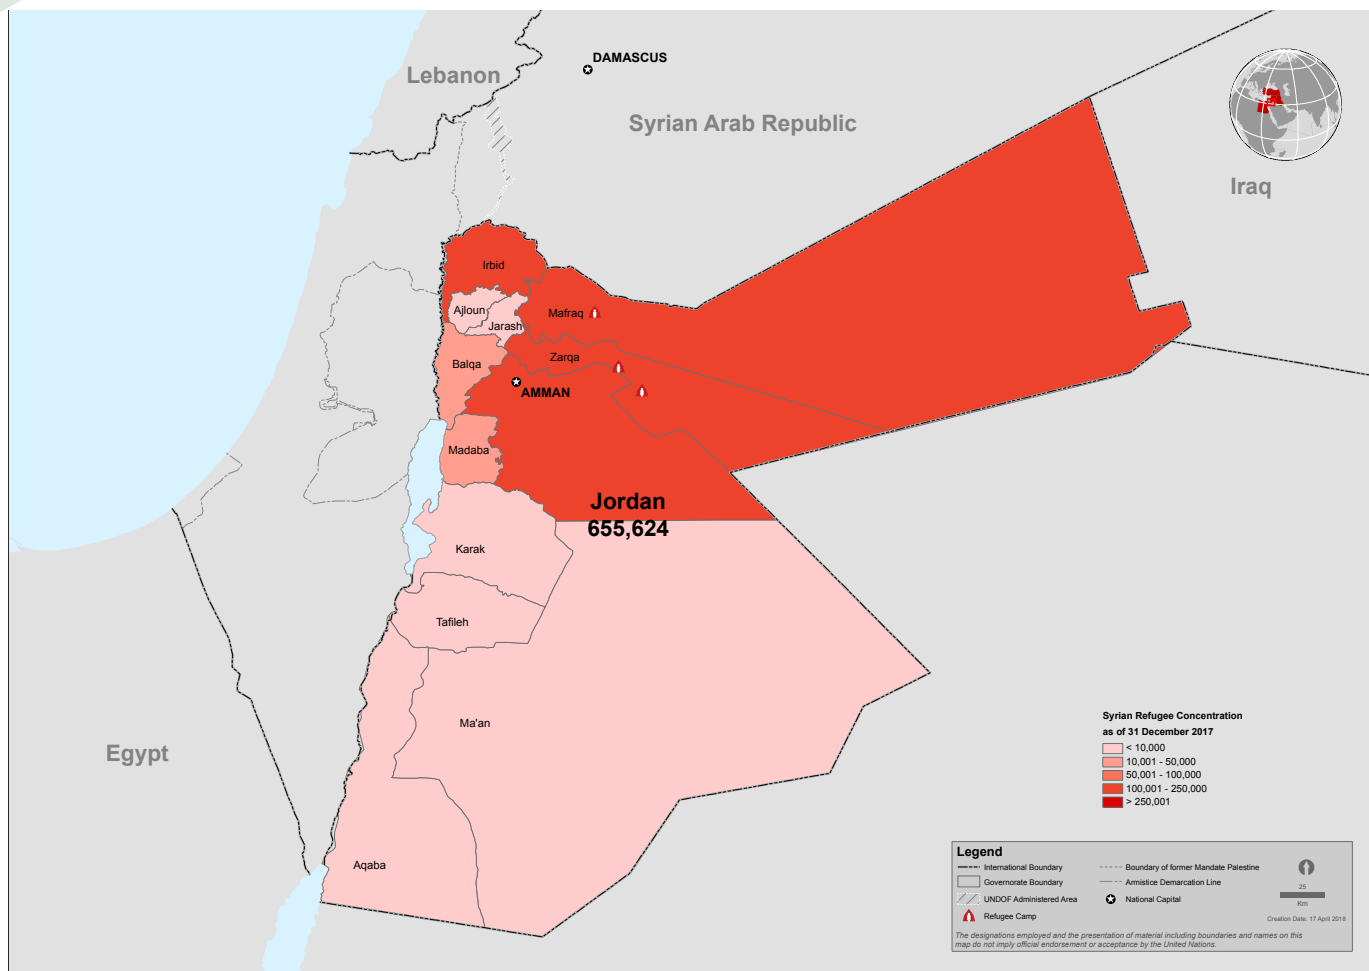 DAMASCUS
Lebanon
Syrian Arab Republic
Iraq
Irbid
Ajloun
Mafraq
Jarash
Zarqa
Balqa
AMMAN
Madaba
Jordan
655,624
Karak
Tafileh
Ma'an
Egypt
Aqaba
Syrian Refugee Concentration
as of 31 December 2017
< 10,000
10,001 - 50,000
50,001 - 100,000
100,001 - 250,000
> 250,001
Legend
International Boundary
Governorate Boundary
UNDOF Administered Area
Refugee Camp
Boundary of former Mandate Palestine
Armistice Demarcation Line
National Capital
25
Km
Creation Date: 17 April 2018
The designations employed and the presentation of material including boundaries and names on this
map do not imply official endorsement or acceptance by the United Nations.